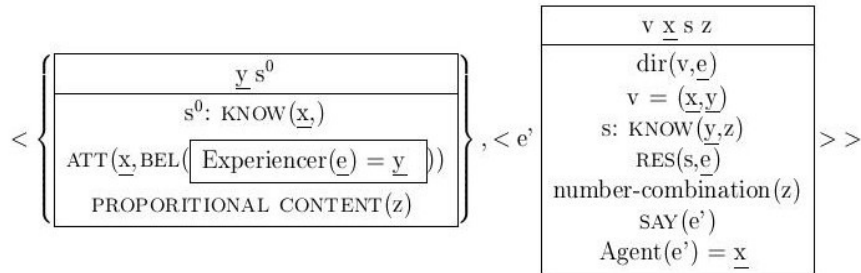 < { y s⁰
s⁰: KNOW(x,)
ATT(x,BEL( Experiencer(e) = y ))
PROPORITIONAL CONTENT(z) } , < e'
v x s z
dir(v,e)
v = (x,y)
s: KNOW(y,z)
RES(s,e)
number-combination(z)
SAY(e')
Agent(e') = x
> >